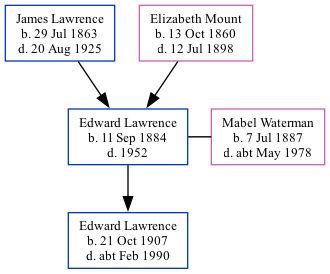 James Lawrence
b. 29 Jul 1863
d. 20 Aug 1925
Elizabeth Mount
b. 13 Oct 1860
d. 12 Jul 1898
Edward Lawrence
b. 11 Sep 1884
d. 1952
Mabel Waterman
b. 7 Jul 1887
d. abt May 1978
Edward Lawrence
b. 21 Oct 1907
d. abt Feb 1990